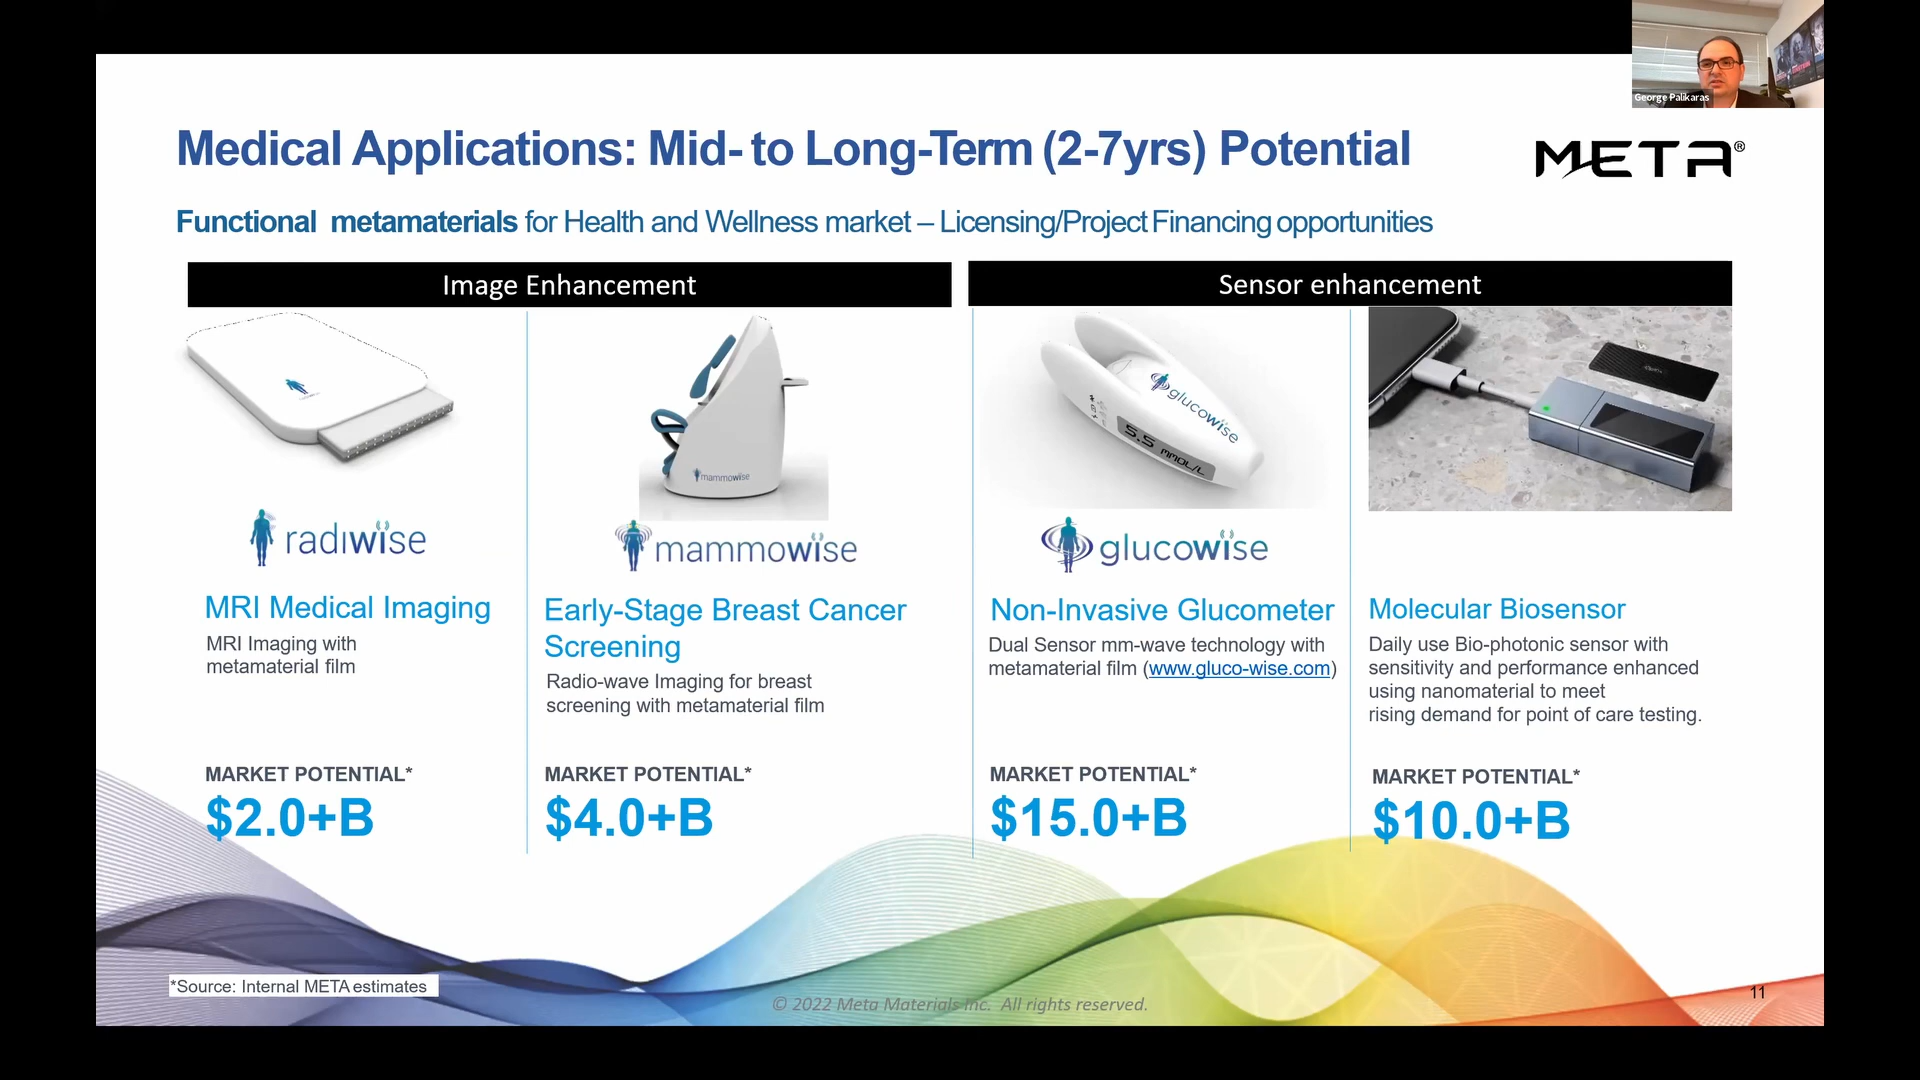 George Palikaras
Medical Applications: Mid- to Long-Term (2-7yrs) Potential
META®
Functional metamaterials for Health and Wellness market – Licensing/Project Financing opportunities
Image Enhancement
Sensor enhancement
mammowise
glucowise
5.5 MMOL/L
radiwise
mammowise
glucowise
MRI Medical Imaging
MRI Imaging with
metamaterial film
Early-Stage Breast Cancer
Screening
Radio-wave Imaging for breast
screening with metamaterial film
Non-Invasive Glucometer
Dual Sensor mm-wave technology with
metamaterial film (www.gluco-wise.com)
Molecular Biosensor
Daily use Bio-photonic sensor with
sensitivity and performance enhanced
using nanomaterial to meet
rising demand for point of care testing.
MARKET POTENTIAL*
$2.0+B
MARKET POTENTIAL*
$4.0+B
MARKET POTENTIAL*
$15.0+B
MARKET POTENTIAL*
$10.0+B
*Source: Internal META estimates
© 2022 Meta Materials Inc. All rights reserved.
11